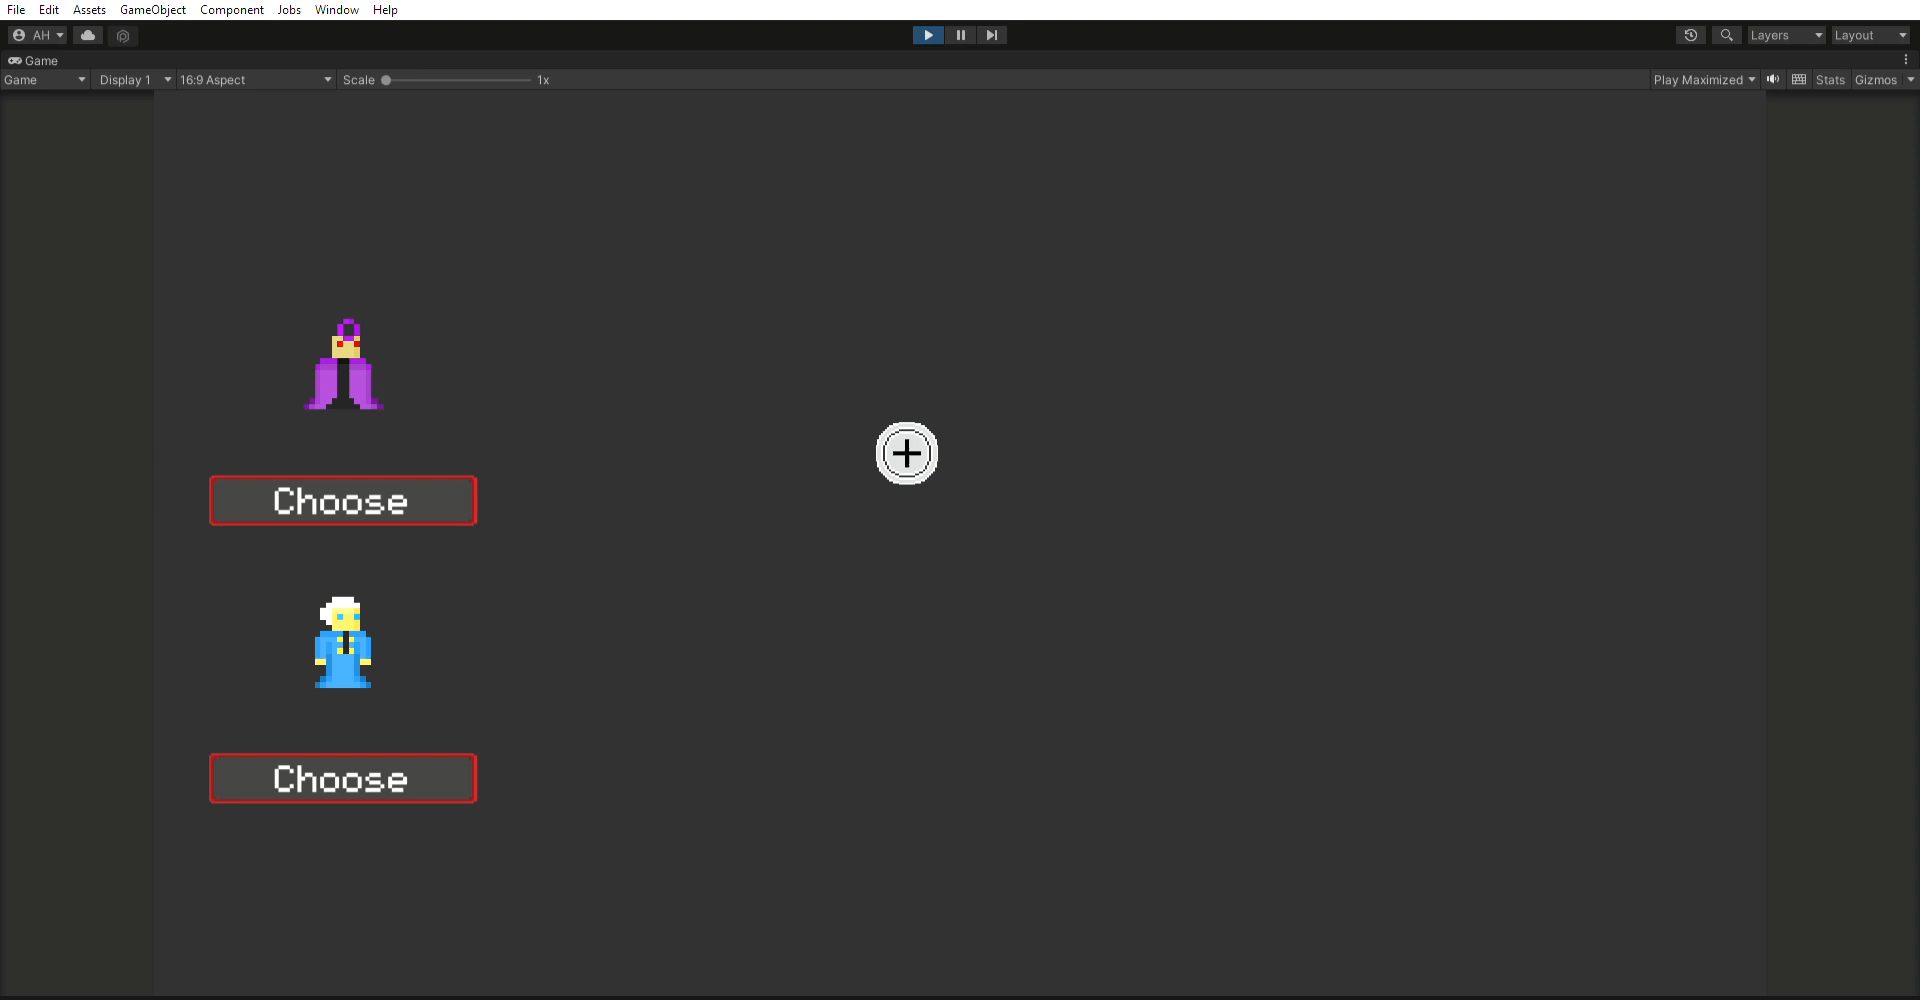 File Edit Assets GameObject Component Jobs Window Help
AH Layers Layout
Game
Game Display 1 16:9 Aspect Scale 1x Play Maximized Stats Gizmos
Choose
Choose